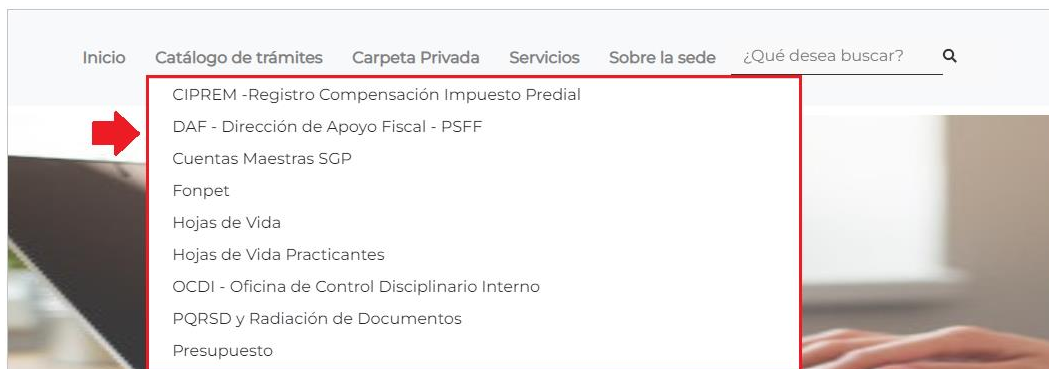 Inicio Catálogo de trámites Carpeta Privada Servicios Sobre la sede ¿Qué desea buscar?
CIPREM -Registro Compensación Impuesto Predial
DAF - Dirección de Apoyo Fiscal - PSFF
Cuentas Maestras SGP
Fonpet
Hojas de Vida
Hojas de Vida Practicantes
OCDI - Oficina de Control Disciplinario Interno
PQRSD y Radiación de Documentos
Presupuesto